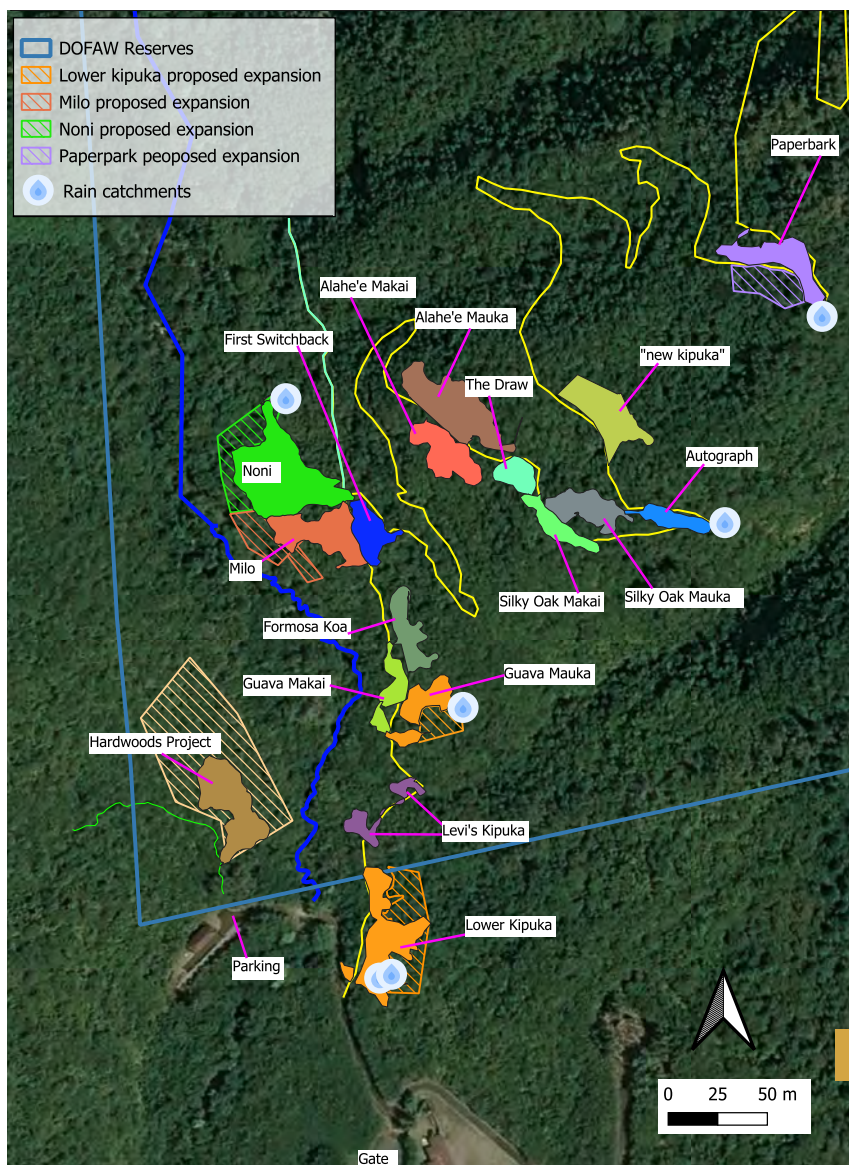 DOFAW Reserves
Lower kipuka proposed expansion
Milo proposed expansion
Noni proposed expansion
Paperpark peoposed expansion
Rain catchments
Paperbark
Alahe'e Makai
Alahe'e Mauka
First Switchback
"new kipuka"
The Draw
Autograph
Noni
Milo
Silky Oak Makai
Silky Oak Mauka
Formosa Koa
Guava Makai
Guava Mauka
Hardwoods Project
Levi's Kipuka
Lower Kipuka
Parking
0 25 50 m
Gate